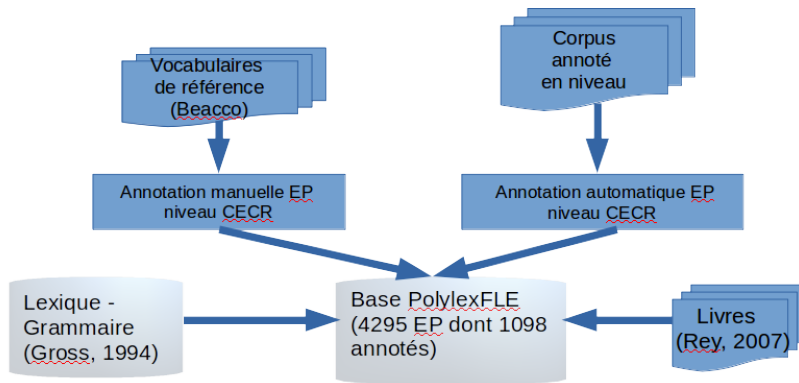 Vocabulaires
de référence
(Beacco)
Corpus
annoté
en niveau
Annotation manuelle EP
niveau CECR
Annotation automatique EP
niveau CECR
Lexique -
Grammaire
(Gross, 1994)
Base PolylexFLE
(4295 EP dont 1098
annotés)
Livres
(Rey, 2007)